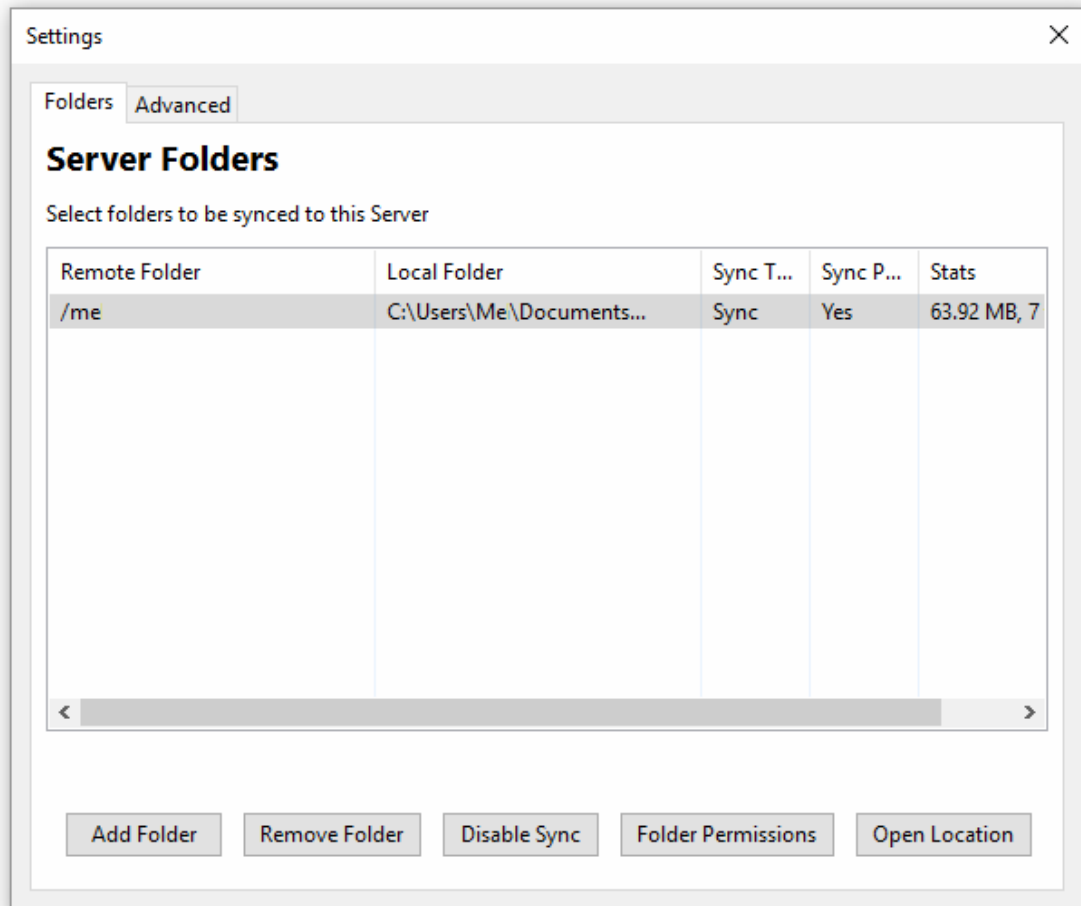 Settings
Folders Advanced
Server Folders
Select folders to be synced to this Server
Remote Folder Local Folder Sync T... Sync P... Stats
/me C:\Users\Me\Documents... Sync Yes 63.92 MB, 7
Add Folder Remove Folder Disable Sync Folder Permissions Open Location